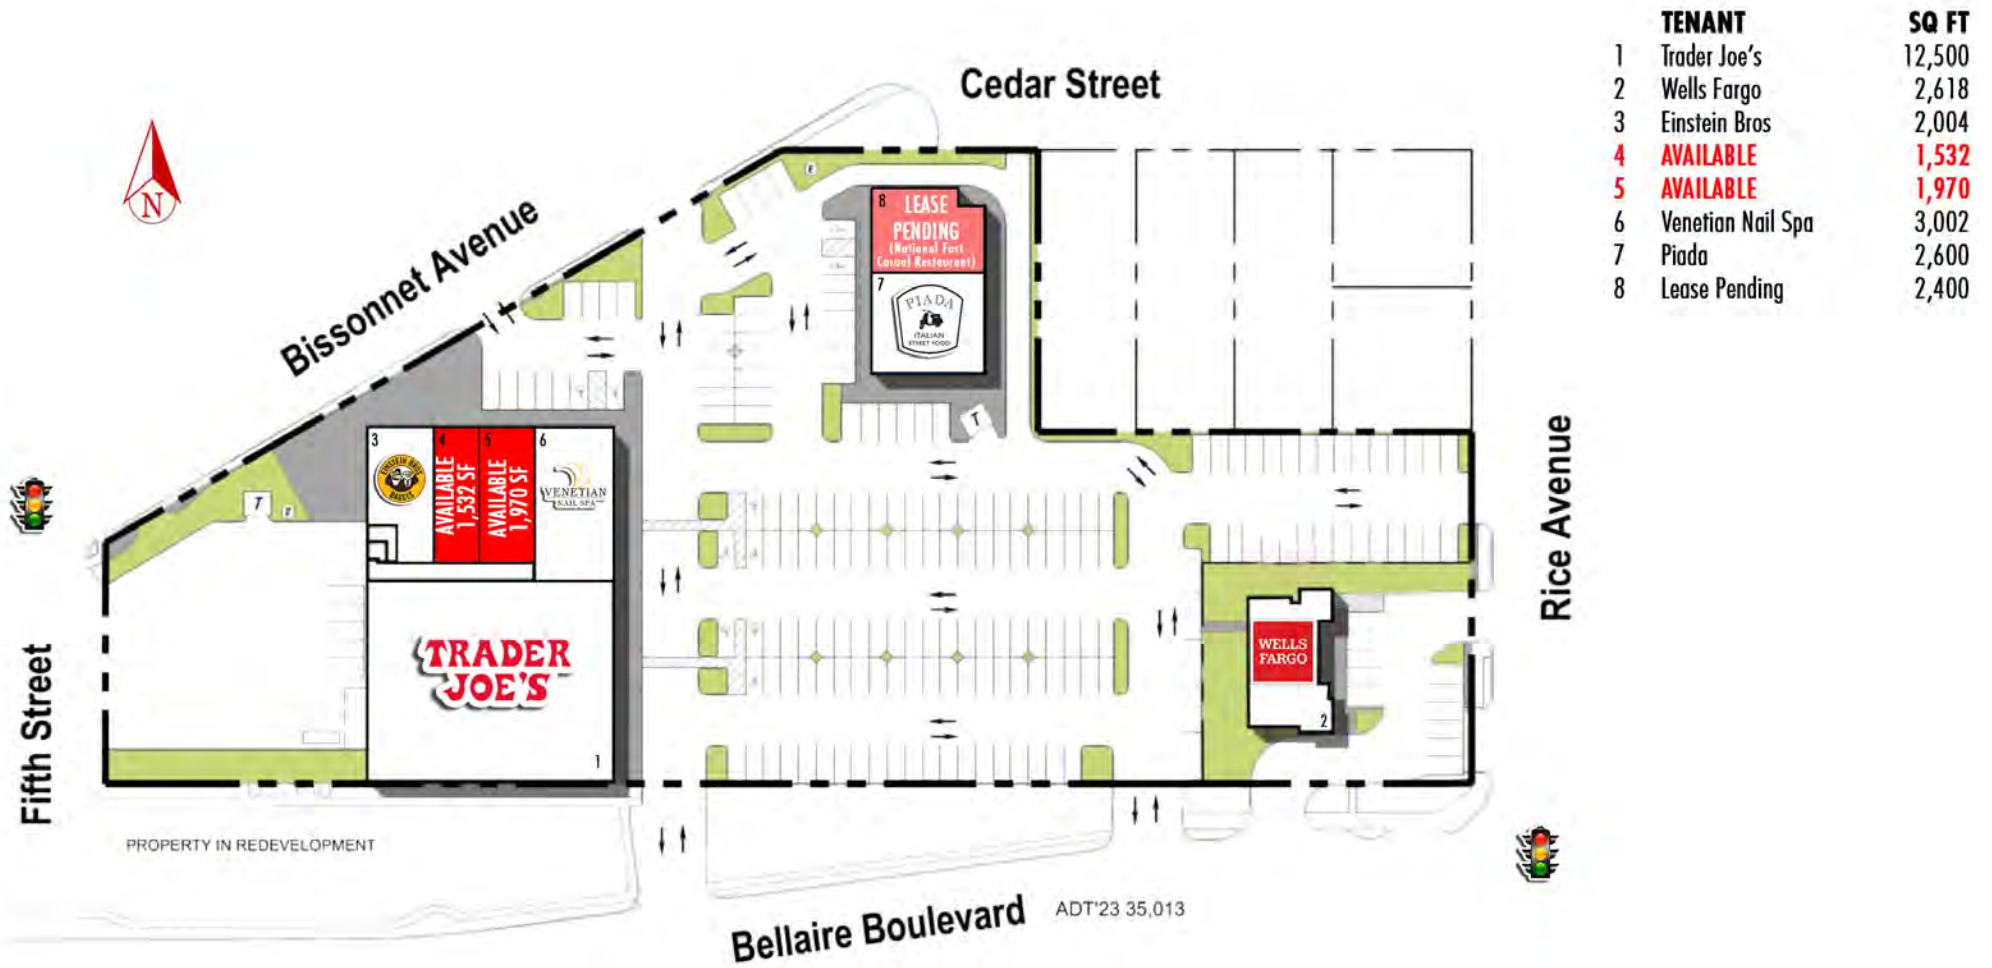 TENANT SQ FT
1 Trader Joe's 12,500
2 Wells Fargo 2,618
3 Einstein Bros 2,004
4 AVAILABLE 1,532
5 AVAILABLE 1,970
6 Venetian Nail Spa 3,002
7 Piada 2,600
8 Lease Pending 2,400
Cedar Street
N
Bissonnet Avenue
E
8 LEASE
PENDING
(National Fast
Casual Restaurant)
7
PIADA
ITALIAN
STREET FOOD
T
3
EINSTEIN BROS
BAGELS
4
AVAILABLE
1,532 SF
5
AVAILABLE
1,970 SF
6
VENETIAN
NAIL SPA
T
E
Rice Avenue
Fifth Street
TRADER
JOE'S
1
WELLS
FARGO
2
PROPERTY IN REDEVELOPMENT
Bellaire Boulevard
ADT'23 35,013